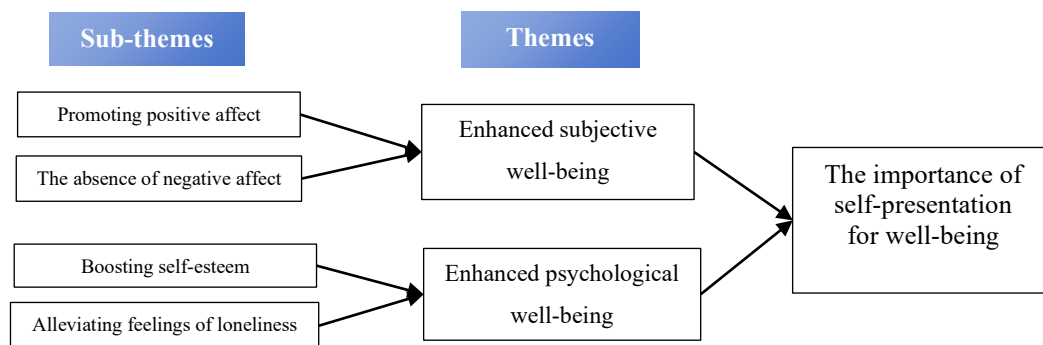 Sub-themes
Themes
Promoting positive affect
The absence of negative affect
Enhanced subjective
well-being
Boosting self-esteem
Alleviating feelings of loneliness
Enhanced psychological
well-being
The importance of
self-presentation
for well-being